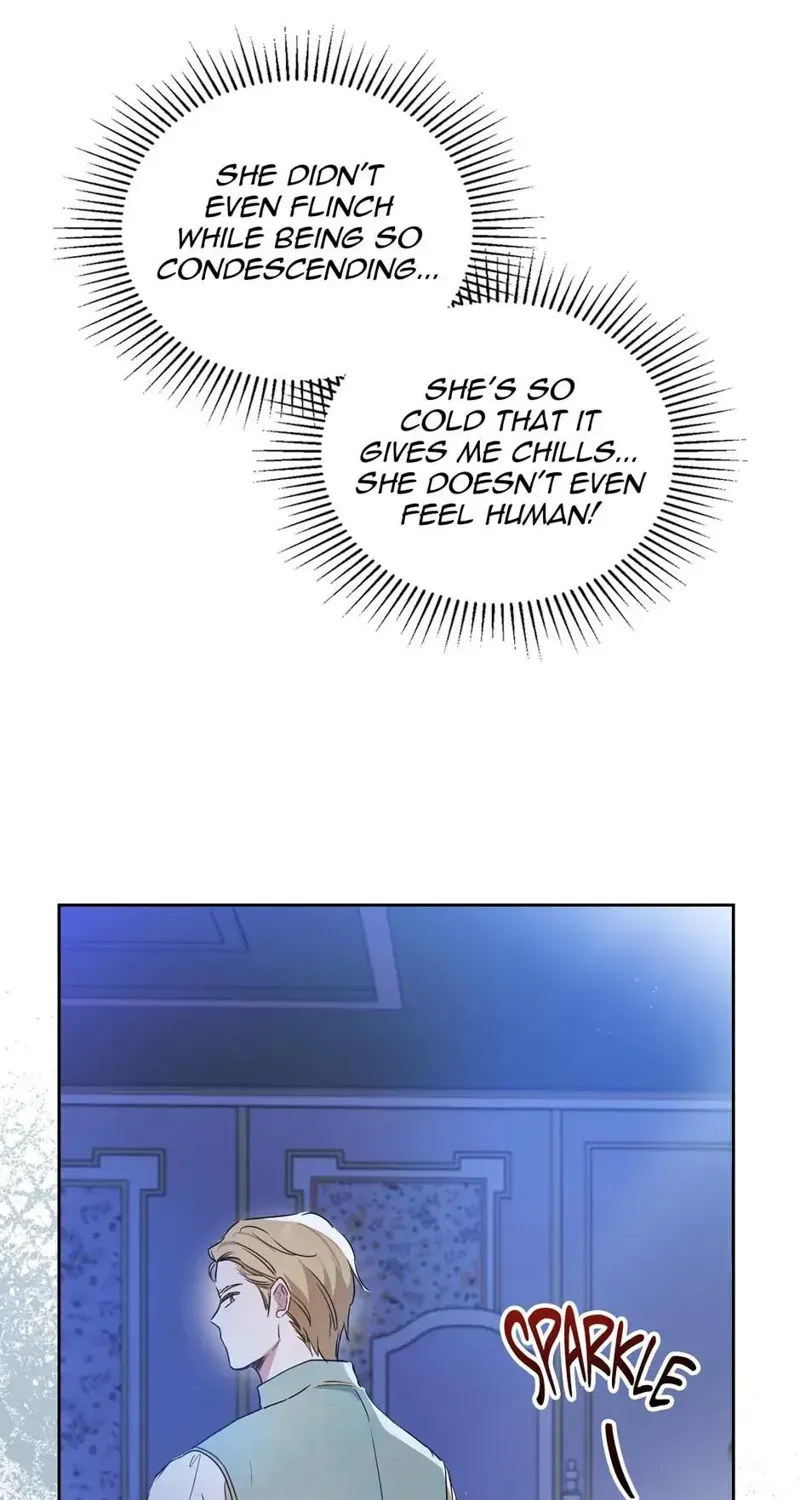 SHE DIDN'T
EVEN FLINCH
WHILE BEING SO
CONDESCENDING...
SHE'S SO
COLD THAT IT
GIVES ME CHILLS...
SHE DOESN'T EVEN
FEEL HUMAN!
SPARKLE